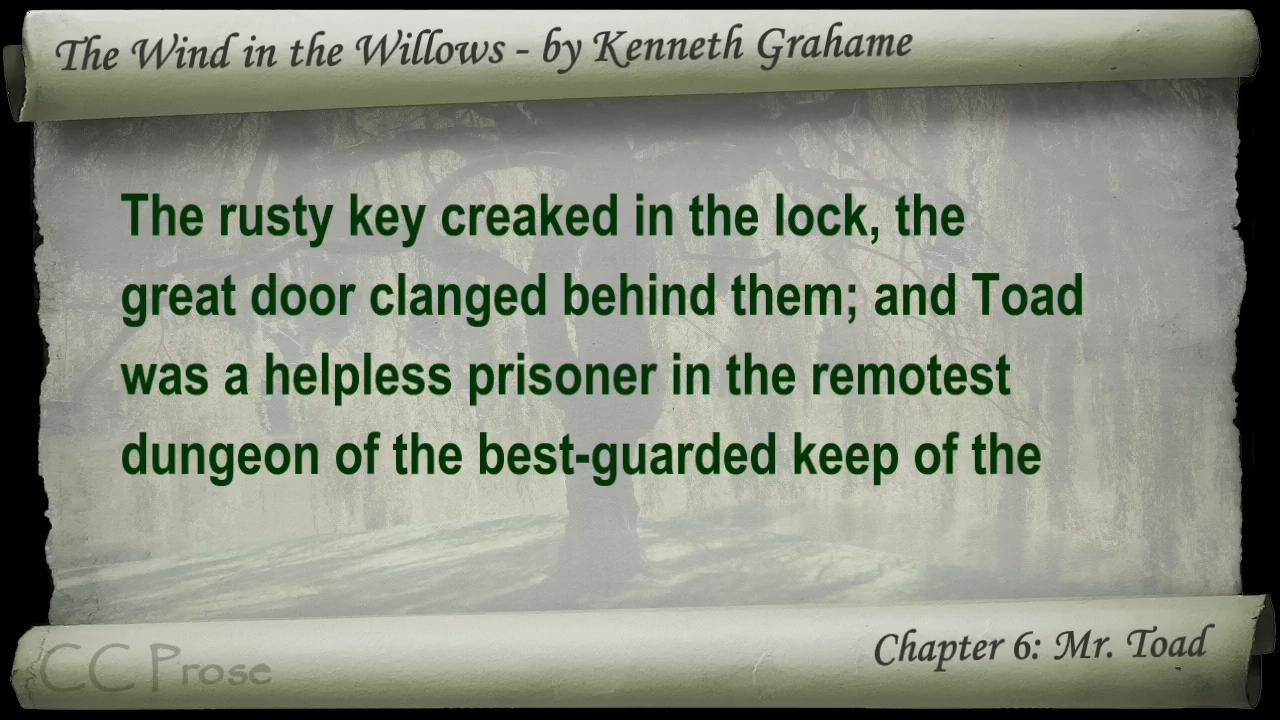 The Wind in the Willows - by Kenneth Grahame
The rusty key creaked in the lock, the
great door clanged behind them; and Toad
was a helpless prisoner in the remotest
dungeon of the best-guarded keep of the
Chapter 6: Mr. Toad
CC Prose